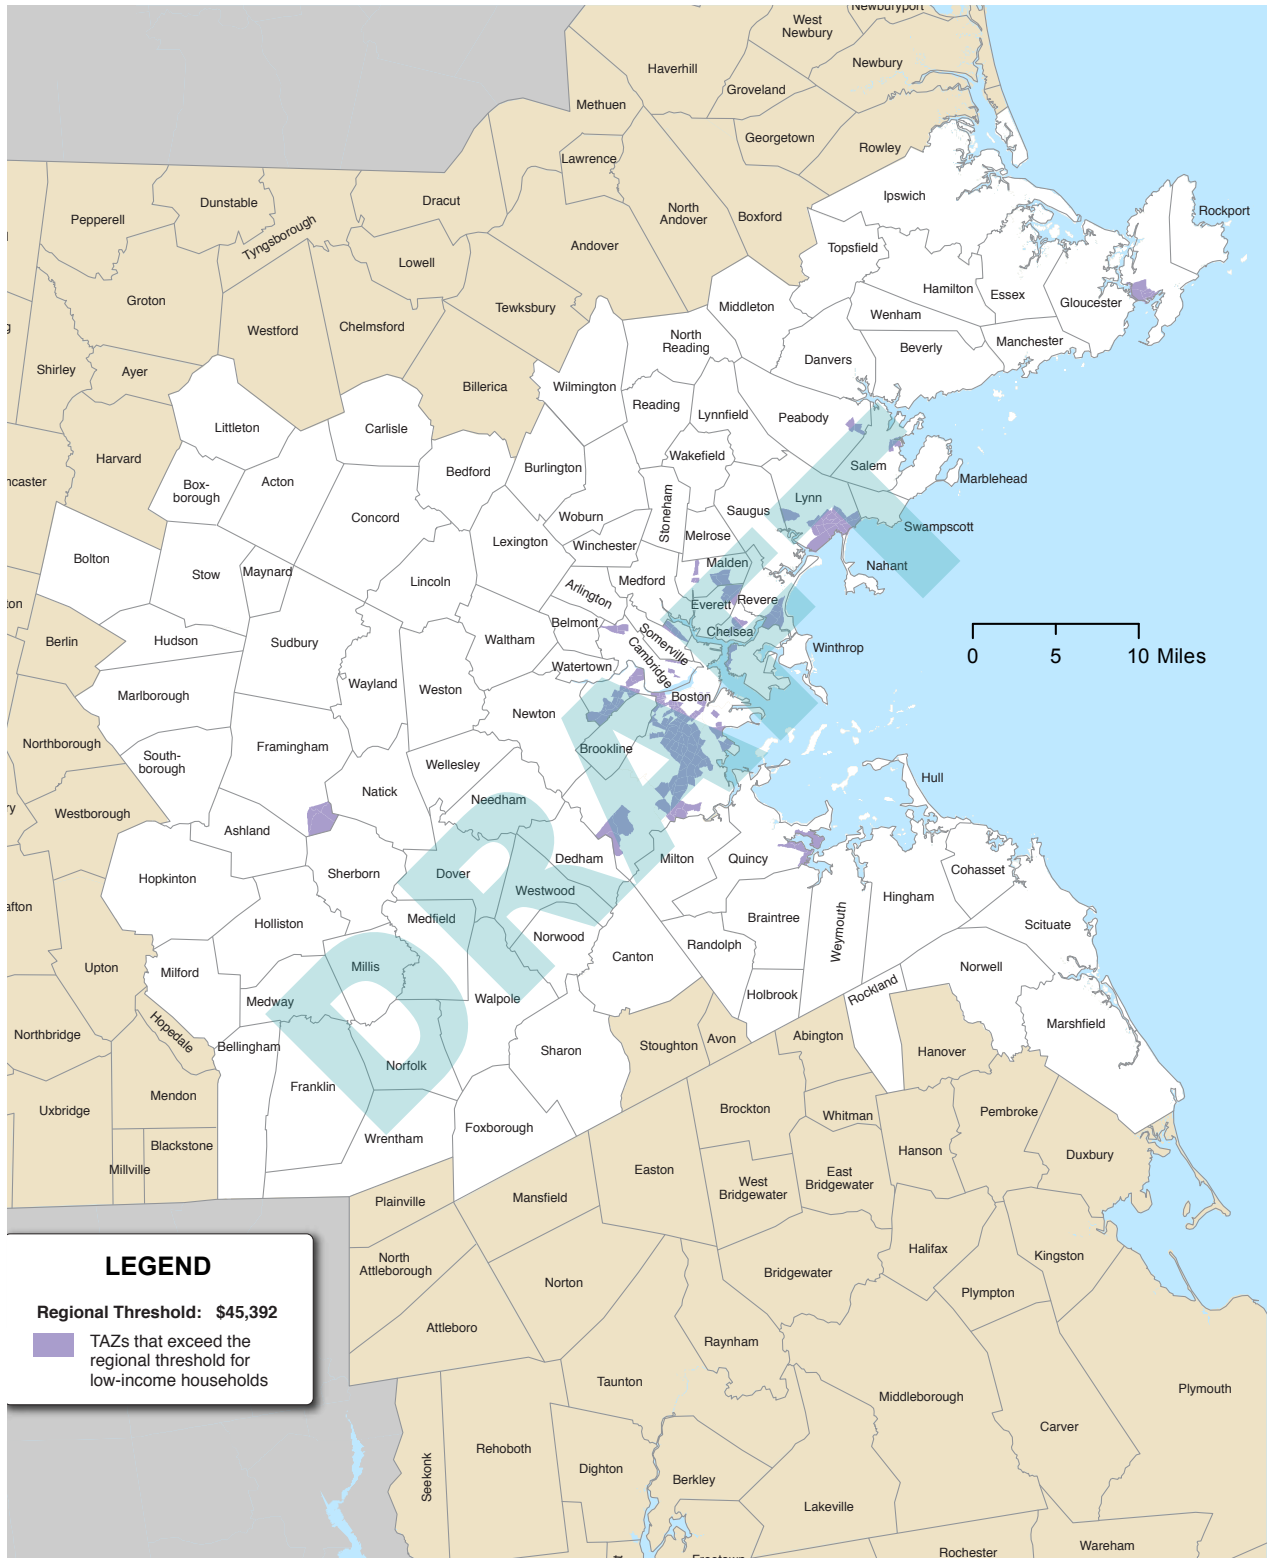 Newburyport
West
Newbury
Haverhill
Newbury
Groveland
Methuen
Georgetown
Rowley
Lawrence
Ipswich
Dunstable
Dracut
North
Andover
Boxford
Rockport
Pepperell
Tyngsborough
Andover
Topsfield
Lowell
Hamilton
Essex
Gloucester
Groton
Tewksbury
Middleton
Wenham
Westford
Chelmsford
North
Reading
Manchester
Beverly
Danvers
Shirley
Ayer
Billerica
Wilmington
Reading
Lynnfield
Peabody
Littleton
Carlisle
Harvard
Wakefield
Salem
Bedford
Burlington
Marblehead
ncaster
Box-
borough
Acton
Lynn
Stoneham
Saugus
Concord
Woburn
Swampscott
Melrose
Lexington
Winchester
Bolton
Malden
Nahant
Stow
Maynard
Lincoln
Medford
Arlington
Everett
Revere
ton
Belmont
Chelsea
Berlin
Hudson
Sudbury
Waltham
Somerville
Winthrop
Cambridge
Watertown
0 5 10 Miles
Marlborough
Wayland
Weston
Boston
Newton
Northborough
Framingham
Brookline
South-
borough
Wellesley
Hull
Natick
Needham
Westborough
Ashland
Dedham
Milton
Quincy
Cohasset
Hopkinton
Sherborn
Dover
Westwood
Hingham
afton
Holliston
Medfield
Braintree
Weymouth
Scituate
Norwood
Randolph
Canton
Upton
Milford
Millis
Norwell
Holbrook
Rockland
Medway
Walpole
Hopedale
Marshfield
Northbridge
Bellingham
Stoughton
Avon
Abington
Sharon
Hanover
Norfolk
Franklin
Mendon
Uxbridge
Brockton
Whitman
Pembroke
Foxborough
Wrentham
Blackstone
Hanson
Duxbury
Millville
Easton
East
Bridgewater
West
Bridgewater
Plainville
Mansfield
Halifax
Kingston
North
Attleborough
Norton
Bridgewater
Plympton
Attleboro
Raynham
Taunton
Middleborough
Plymouth
Carver
Rehoboth
Seekonk
Dighton
Berkley
Lakeville
Rochester
Wareham
Freetown
DRAFT
LEGEND
Regional Threshold: $45,392
TAZs that exceed the
regional threshold for
low-income households